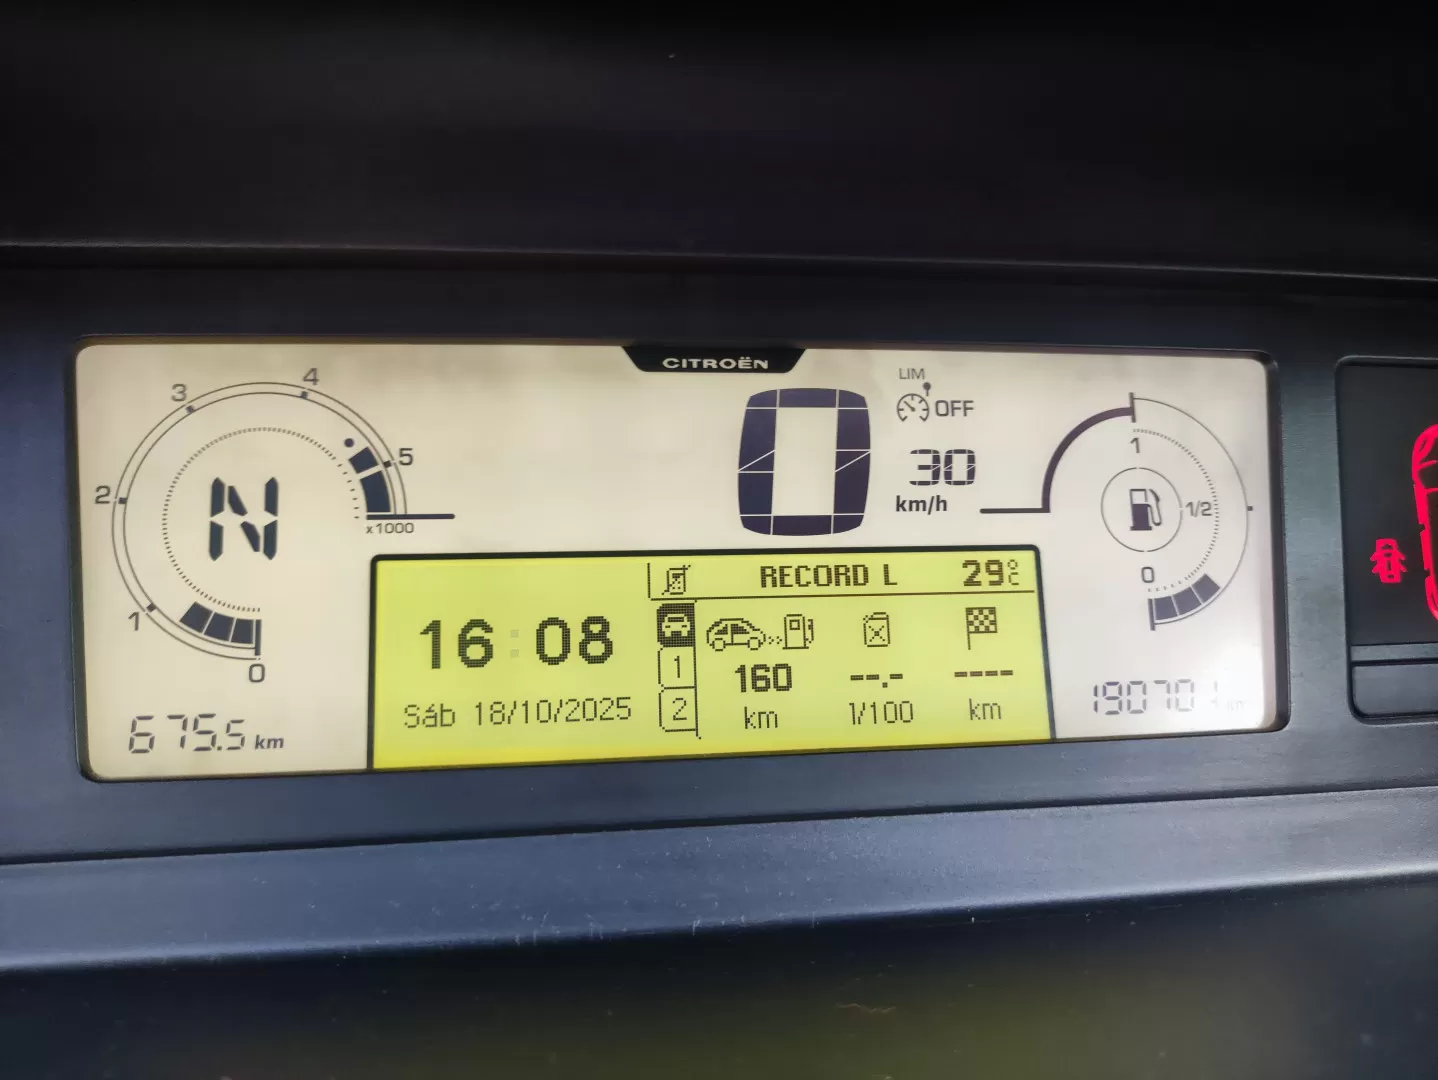 CITROËN
4
3
LIM
OFF
5
2
30
0
1
N
1/2
km/h
x1000
0
RECORD L
29°C
16:08
1
1
160
--.-
----
2
Sáb 18/10/2025
km
l/100
km
0
675.5 km